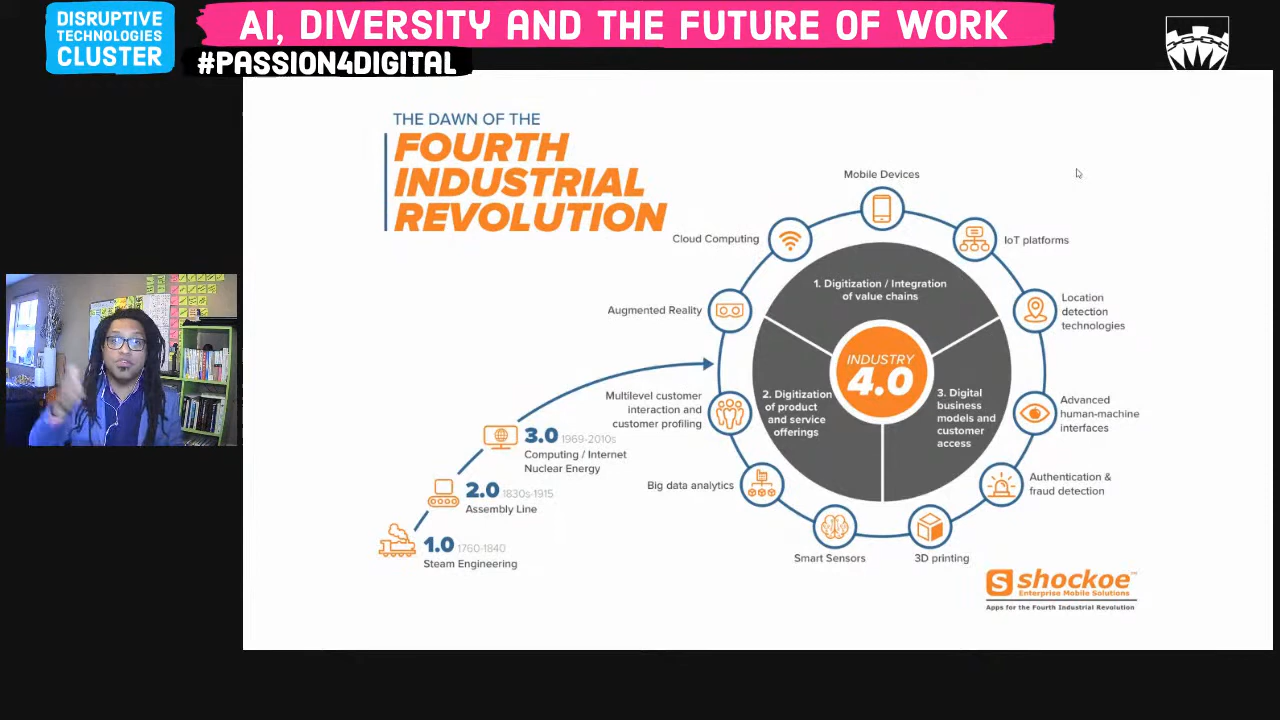 DISRUPTIVE
TECHNOLOGIES
CLUSTER
AI, DIVERSITY AND THE FUTURE OF WORK
#PASSION4DIGITAL
THE DAWN OF THE
FOURTH
INDUSTRIAL
REVOLUTION
Mobile Devices
Cloud Computing
IoT platforms
Augmented Reality
Location
detection
technologies
Multilevel customer
interaction and
customer profiling
Advanced
human-machine
interfaces
Big data analytics
Authentication &
fraud detection
Smart Sensors
3D printing
1. Digitization / Integration
of value chains
2. Digitization
of product
and service
offerings
3. Digital
business
models and
customer
access
INDUSTRY
4.0
3.0 1969-2010s
Computing / Internet
Nuclear Energy
2.0 1830s-1915
Assembly Line
1.0 1760-1840
Steam Engineering
S shockoe™
Enterprise Mobile Solutions
Apps for the Fourth Industrial Revolution